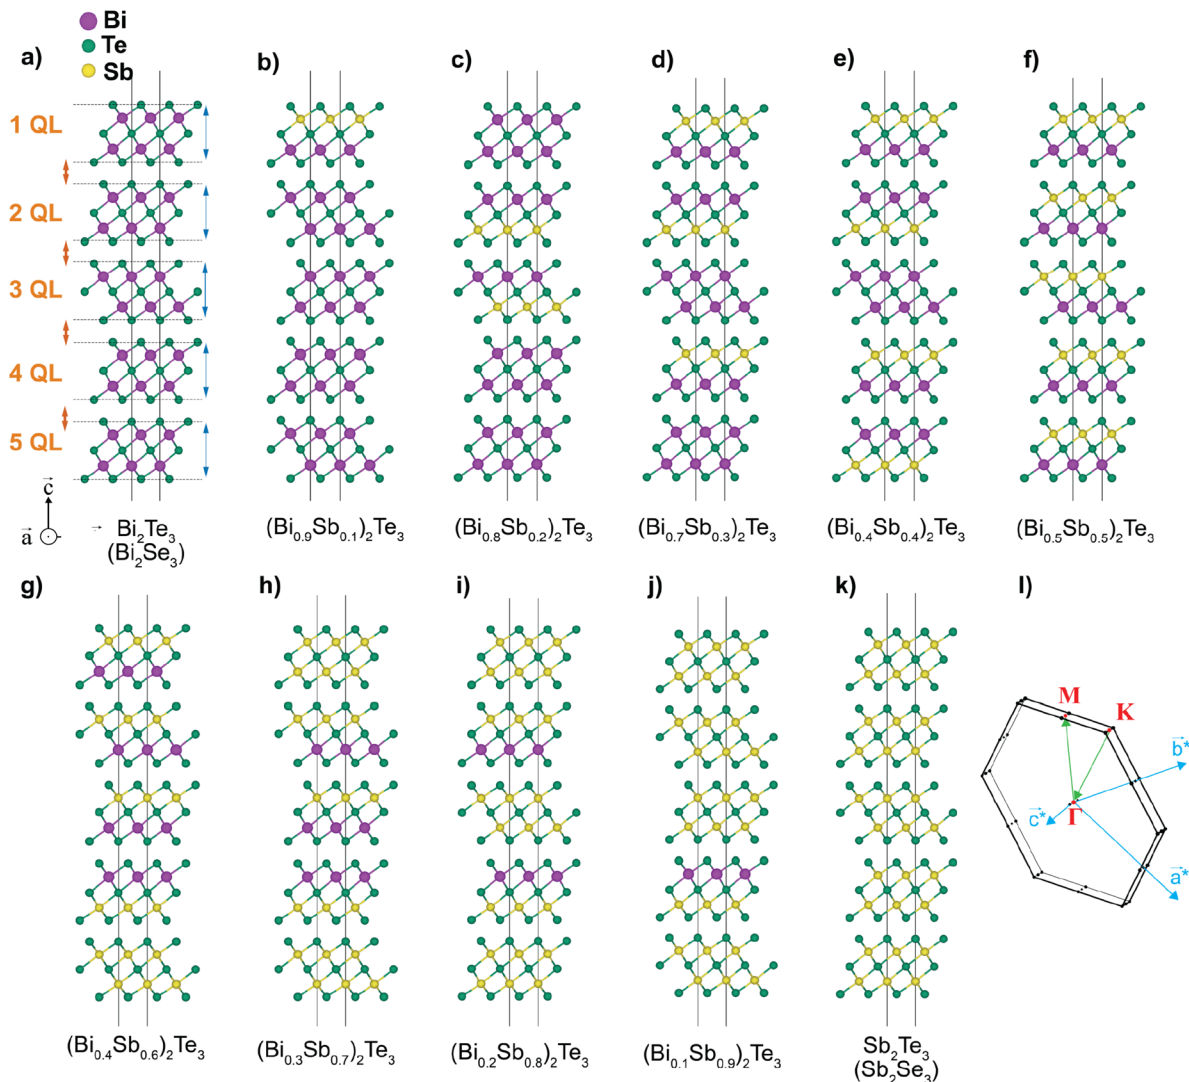 Bi
Te
Sb
a)
b)
c)
d)
e)
f)
1 QL
2 QL
3 QL
4 QL
5 QL
c
a
Bi₂Te₃
(Bi₂Se₃)
(Bi₀.₉Sb₀.₁)₂Te₃
(Bi₀.₈Sb₀.₂)₂Te₃
(Bi₀.₇Sb₀.₃)₂Te₃
(Bi₀.₄Sb₀.₄)₂Te₃
(Bi₀.₅Sb₀.₅)₂Te₃
g)
h)
i)
j)
k)
l)
M
K
b*
Γ
c*
a*
(Bi₀.₄Sb₀.₆)₂Te₃
(Bi₀.₃Sb₀.₇)₂Te₃
(Bi₀.₂Sb₀.₈)₂Te₃
(Bi₀.₁Sb₀.₉)₂Te₃
Sb₂Te₃
(Sb₂Se₃)